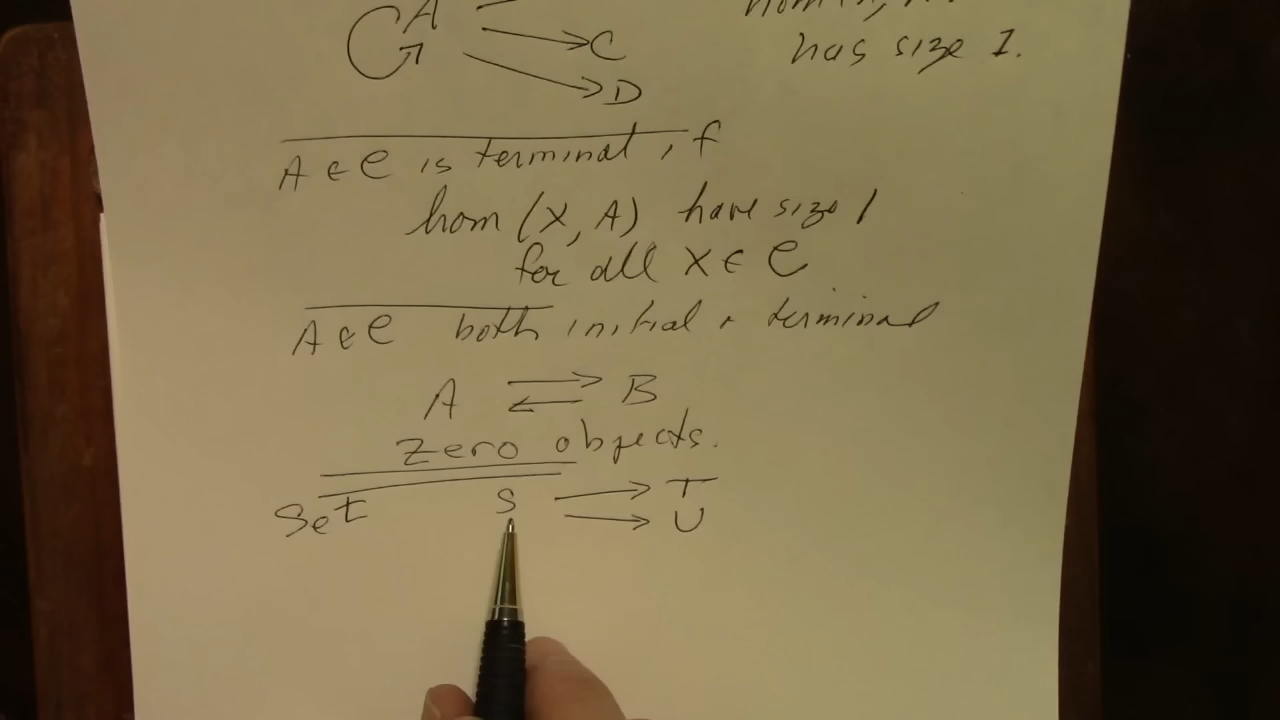 A
C
has size 1.
D
A ∈ C is terminal if
hom (X, A) have size 1
for all X ∈ C
A ∈ C both initial + terminal
A ⇄ B
Zero objects.
Set S → T
→ U